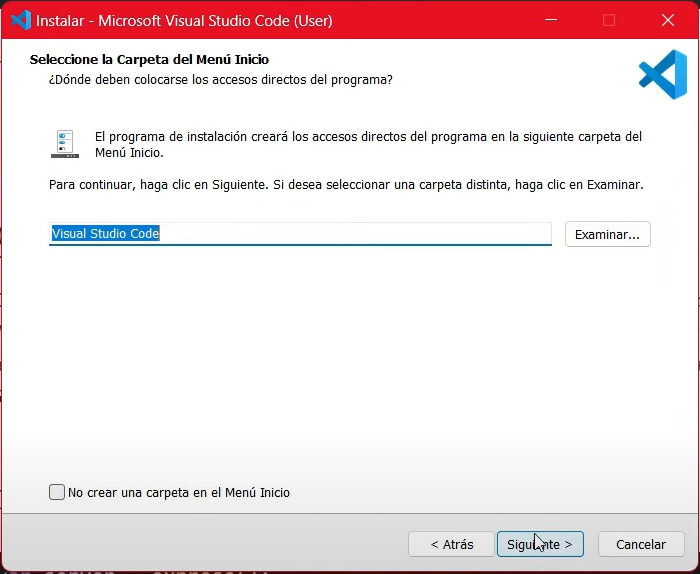 Instalar - Microsoft Visual Studio Code (User)
Seleccione la Carpeta del Menú Inicio
¿Dónde deben colocarse los accesos directos del programa?
El programa de instalación creará los accesos directos del programa en la siguiente carpeta del
Menú Inicio.
Para continuar, haga clic en Siguiente. Si desea seleccionar una carpeta distinta, haga clic en Examinar.
Visual Studio Code
Examinar...
No crear una carpeta en el Menú Inicio
< Atrás
Siguiente >
Cancelar